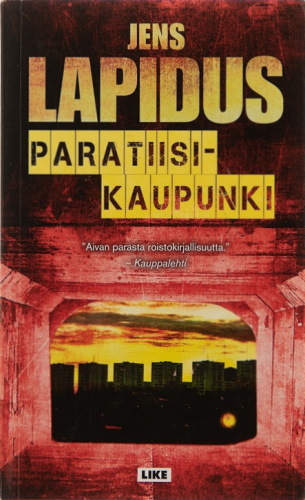 JENS
LAPIDUS
PARATIISI-
KAUPUNKI
"Aivan parasta roistokirjallisuutta."
– Kauppalehti
LIKE